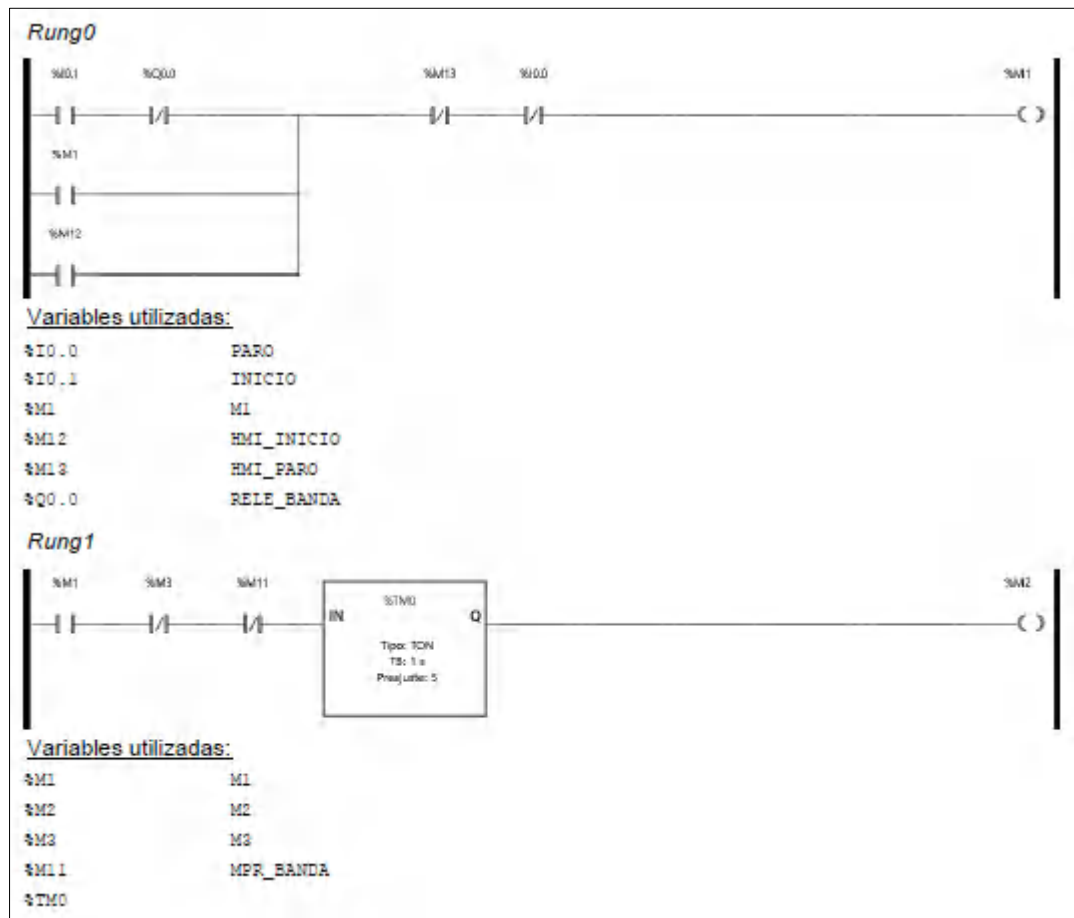 Rung0
%I0.1 %Q0.0 %M13 %I0.0 %M1
%M1
%M12
Variables utilizadas:
%I0.0 PARO
%I0.1 INICIO
%M1 M1
%M12 HMI_INICIO
%M13 HMI_PARO
%Q0.0 RELE_BANDA
Rung1
%M1 %M3 %M11 %M2
%TM0
IN Q
Tipo: TON
TB: 1 s
Preajuste: 5
Variables utilizadas:
%M1 M1
%M2 M2
%M3 M3
%M11 MPR_BANDA
%TM0